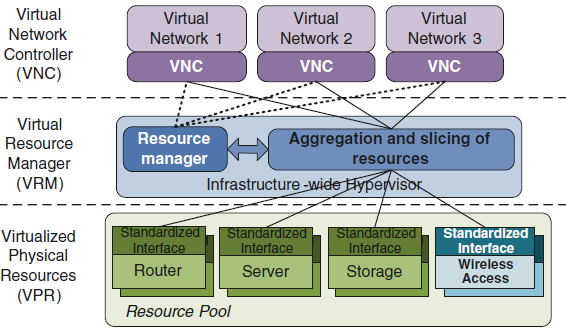 Virtual
Network
Controller
(VNC)
Virtual
Network 1
Virtual
Network 2
Virtual
Network 3
VNC
VNC
VNC
Virtual
Resource
Manager
(VRM)
Resource
manager
Aggregation and slicing of
resources
Infrastructure -wide Hypervisor
Virtualized
Physical
Resources
(VPR)
Standardized
Interface
Router
Standardized
Interface
Server
Standardized
Interface
Storage
Standardized
Interface
Wireless
Access
Resource Pool